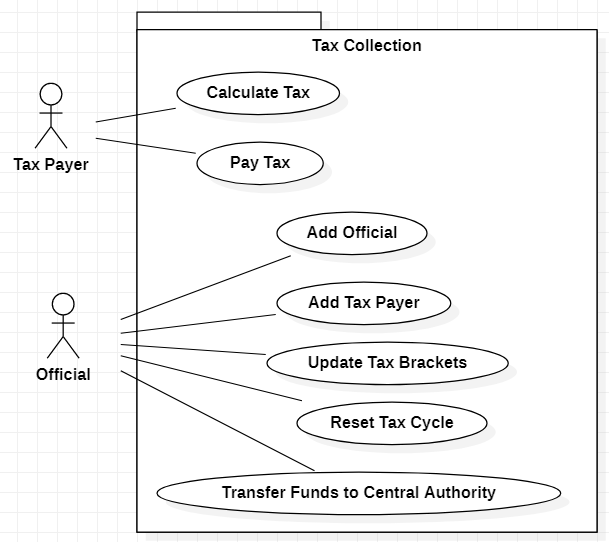 Tax Collection
Calculate Tax
Tax Payer
Pay Tax
Add Official
Add Tax Payer
Official
Update Tax Brackets
Reset Tax Cycle
Transfer Funds to Central Authority